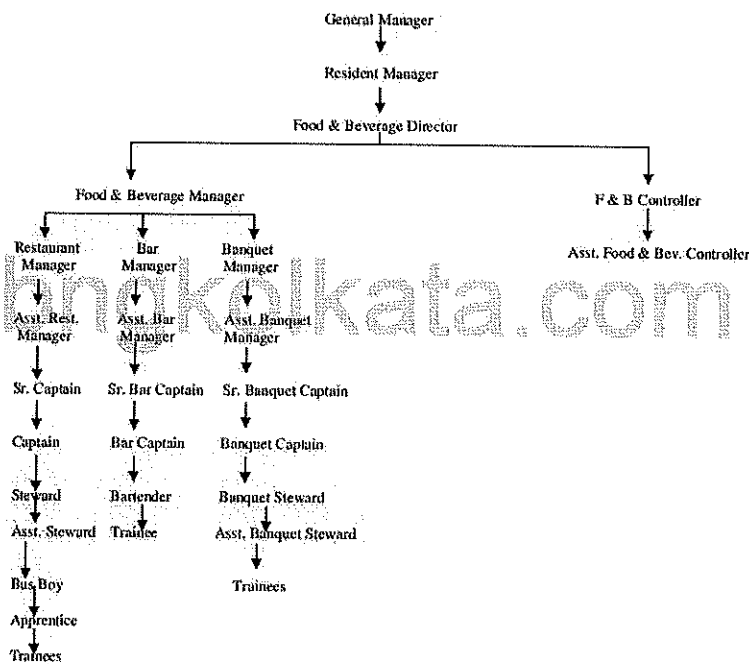 General Manager
Resident Manager
Food & Beverage Director
Food & Beverage Manager
F & B Controller
Restaurant Manager
Bar Manager
Banquet Manager
Asst. Food & Bev. Controller
Asst. Rest. Manager
Asst. Bar Manager
Asst. Banquet Manager
Sr. Captain
Sr. Bar Captain
Sr. Banquet Captain
Captain
Bar Captain
Banquet Captain
Steward
Bartender
Banquet Steward
Asst. Steward
Trainee
Asst. Banquet Steward
Bus Boy
Trainees
Apprentice
Trainees